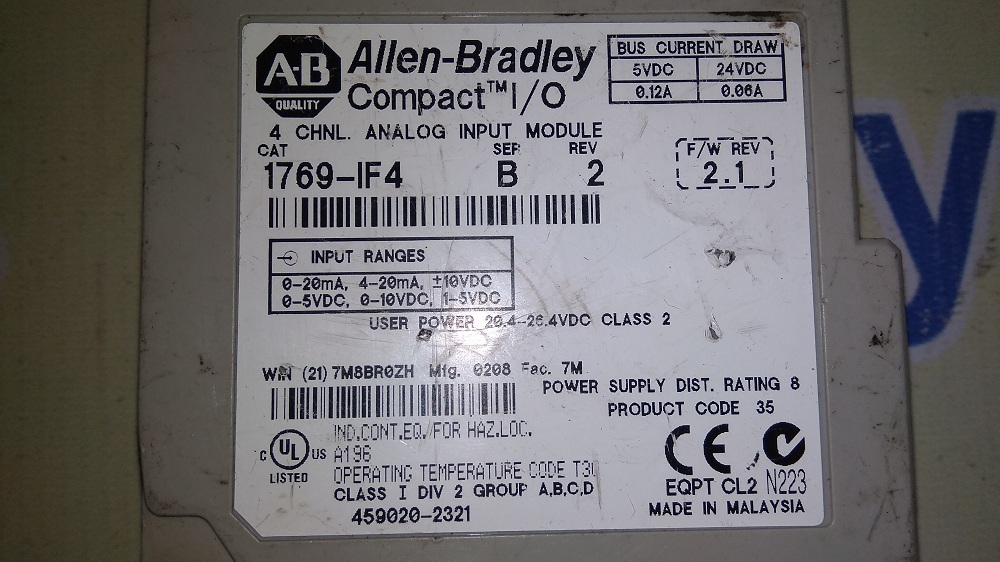 AB
QUALITY
Allen-Bradley
Compact™ I/O
BUS CURRENT DRAW
5VDC 24VDC
0.12A 0.06A
4 CHNL. ANALOG INPUT MODULE
CAT SER REV
1769-IF4 B 2
F/W REV
2.1
INPUT RANGES
0-20mA, 4-20mA, ±10VDC
0-5VDC, 0-10VDC, 1-5VDC
USER POWER 20.4-26.4VDC CLASS 2
WIN (21) 7M8BR0ZH Mfg. 0208 Fac. 7M
POWER SUPPLY DIST. RATING 8
PRODUCT CODE 35
C UL US
LISTED
IND.CONT.EQ./FOR HAZ.LOC.
A196
OPERATING TEMPERATURE CODE
CLASS I DIV 2 GROUP A,B,C,D
459020-2321
CE
EQPT CL2 N223
MADE IN MALAYSIA
y